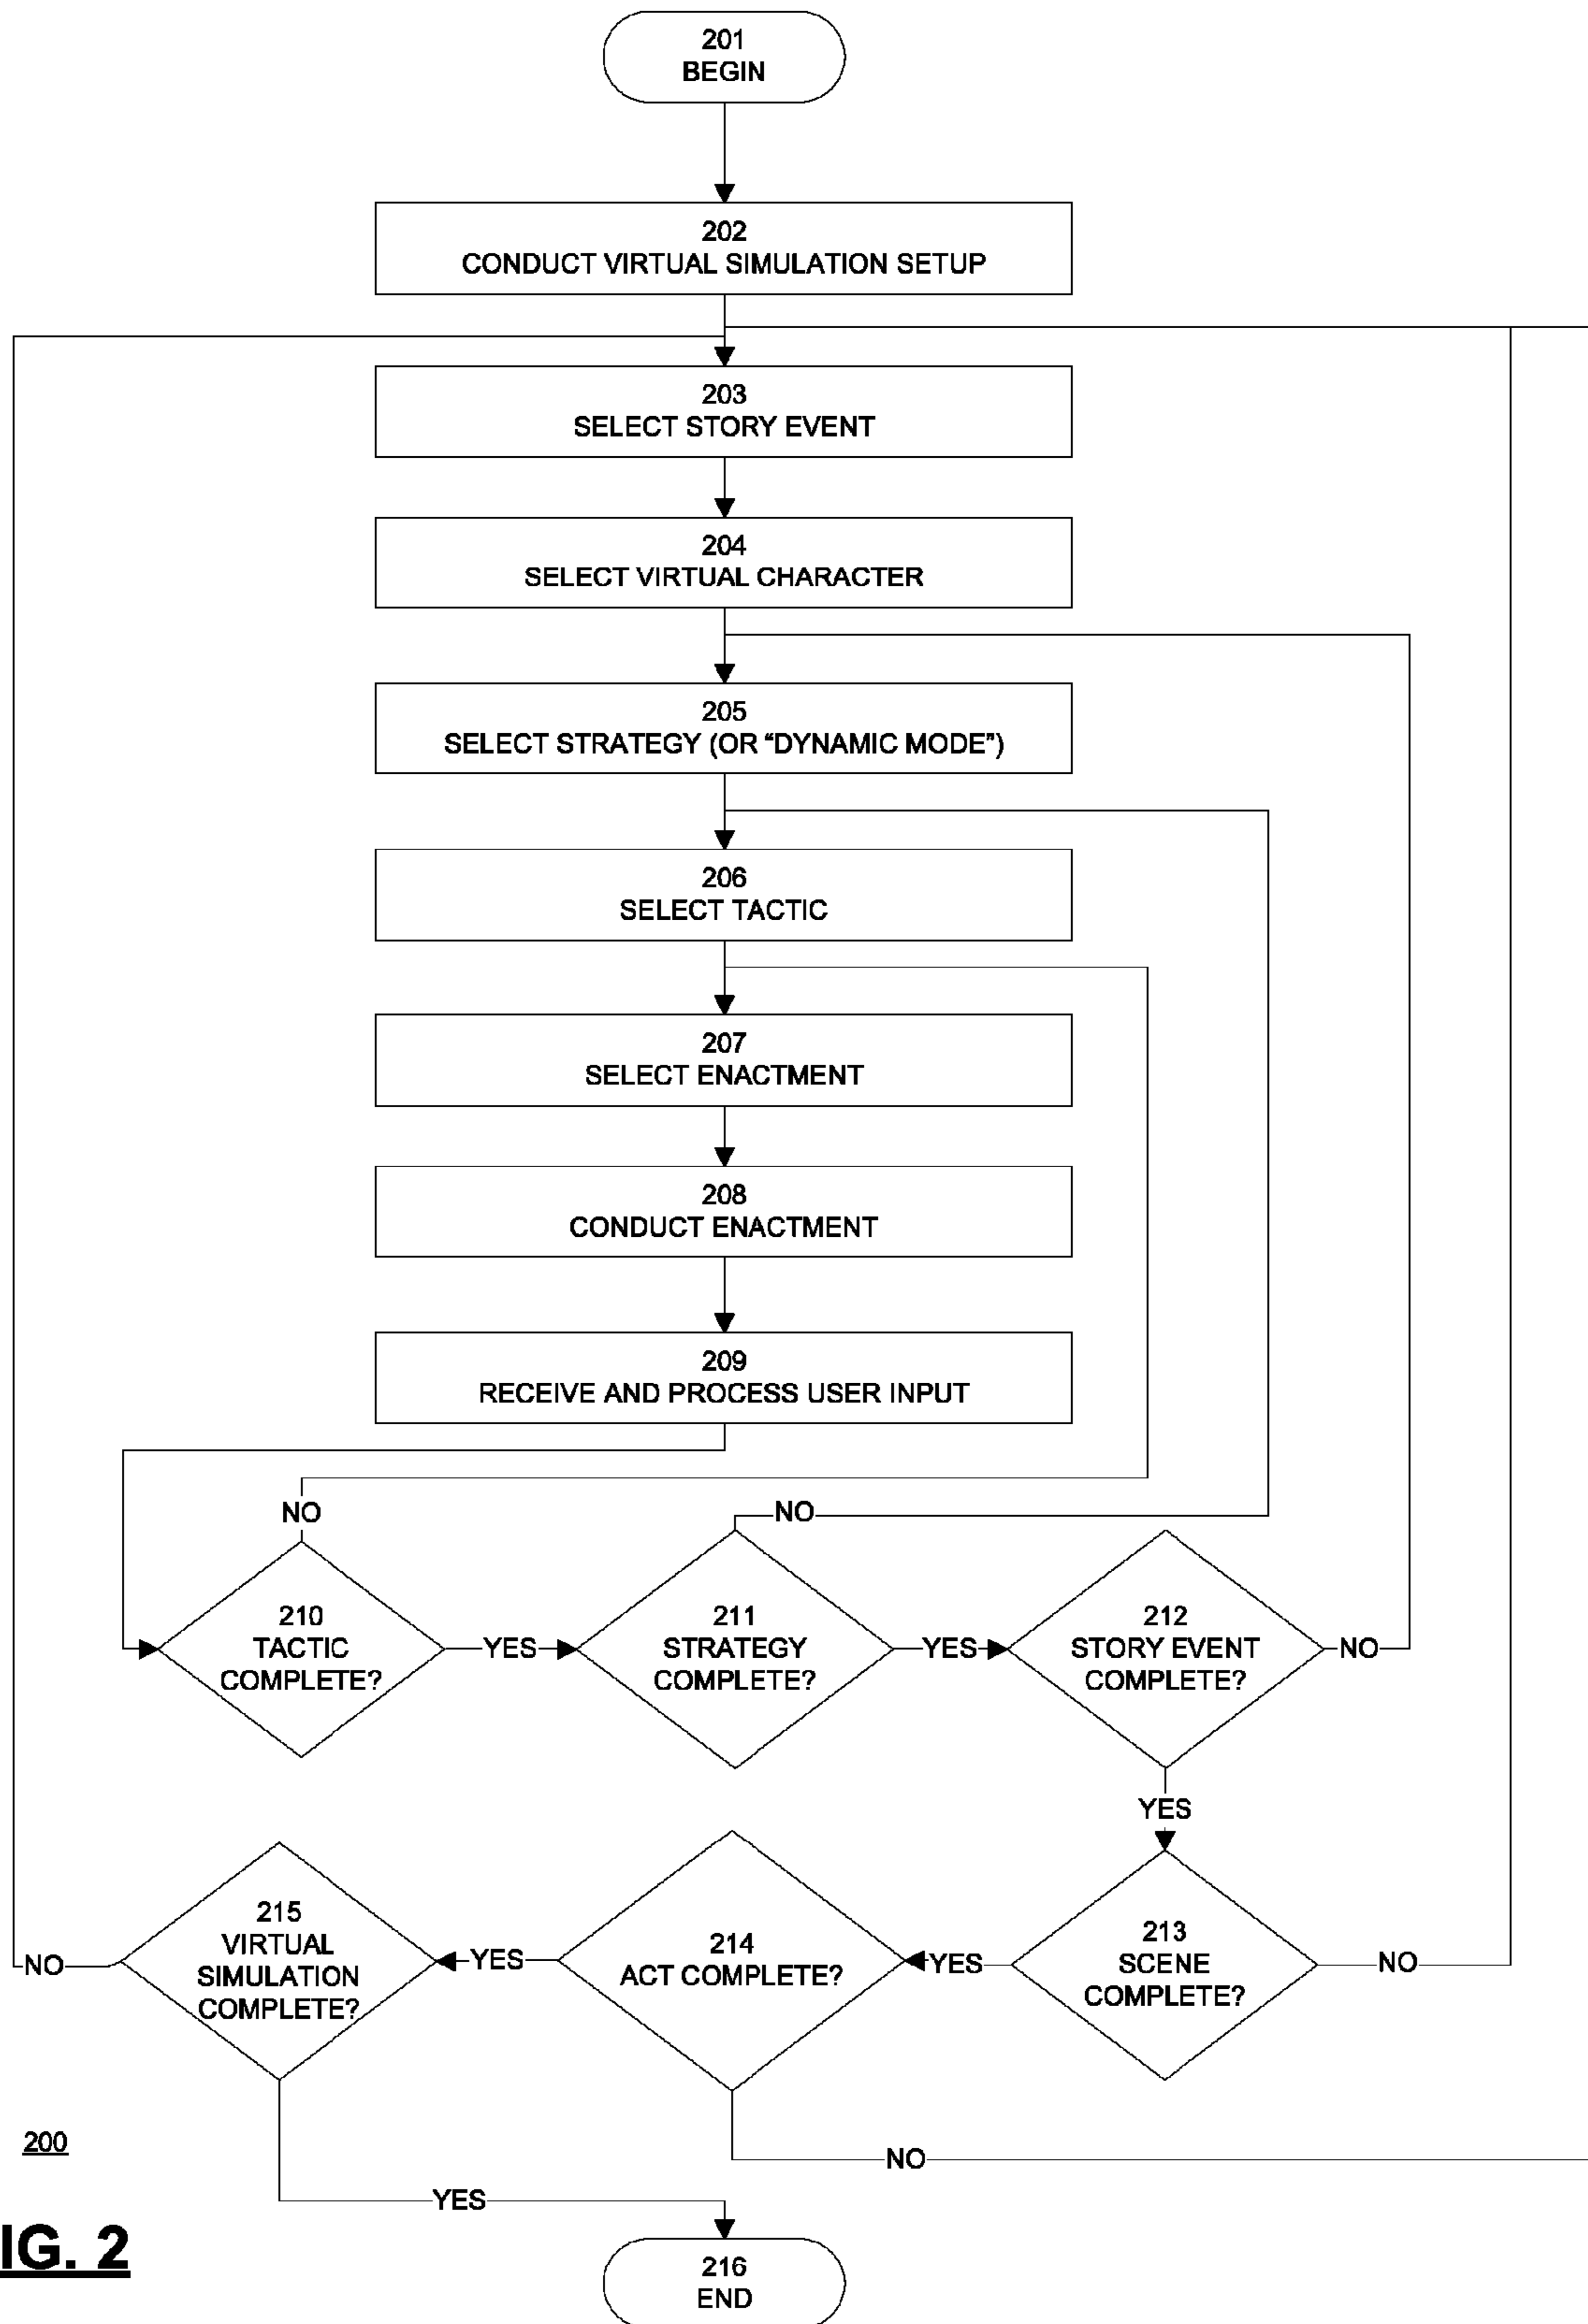 201
BEGIN
202
CONDUCT VIRTUAL SIMULATION SETUP
203
SELECT STORY EVENT
204
SELECT VIRTUAL CHARACTER
205
SELECT STRATEGY (OR “DYNAMIC MODE”)
206
SELECT TACTIC
207
SELECT ENACTMENT
208
CONDUCT ENACTMENT
209
RECEIVE AND PROCESS USER INPUT
NO
NO
210
TACTIC
COMPLETE?
YES
211
STRATEGY
COMPLETE?
YES
212
STORY EVENT
COMPLETE?
NO
YES
213
SCENE
COMPLETE?
NO
YES
214
ACT COMPLETE?
YES
215
VIRTUAL
SIMULATION
COMPLETE?
NO
NO
YES
200
IG. 2
216
END